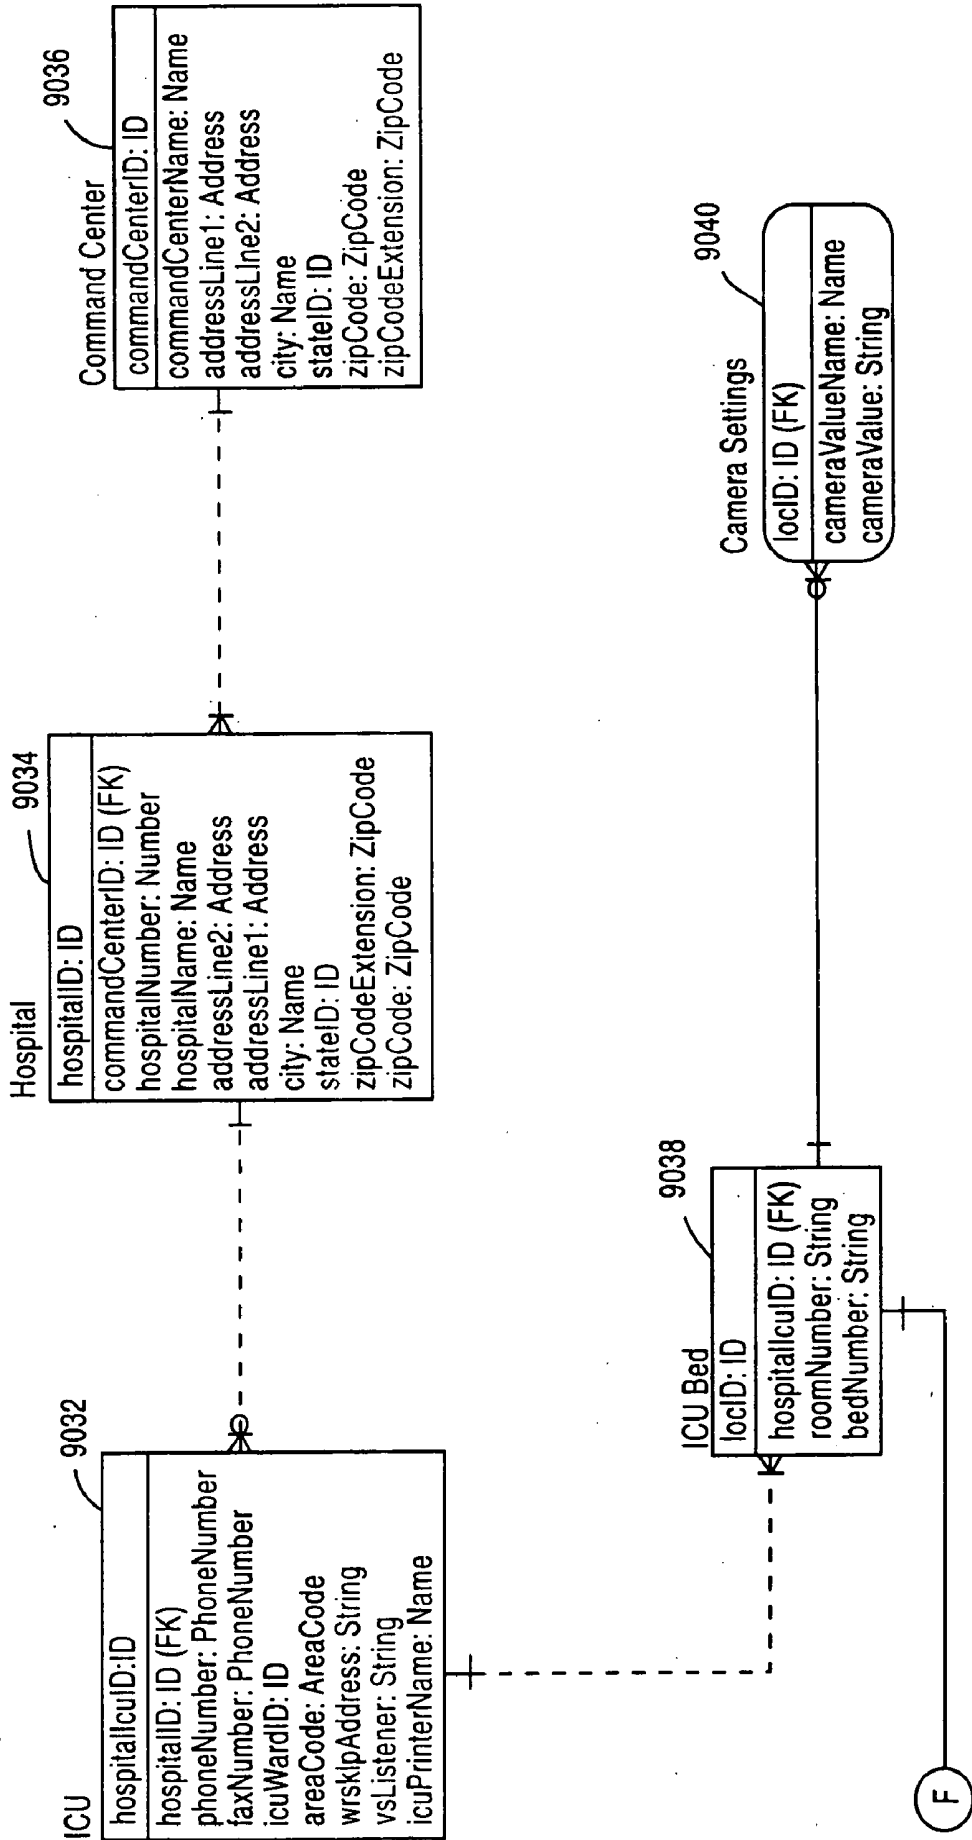 ICU
9032
hospitalIcuID:ID
hospitalID: ID (FK)
phoneNumber: PhoneNumber
faxNumber: PhoneNumber
icuWardID: ID
areaCode: AreaCode
wrskIpAddress: String
vsListener: String
icuPrinterName: Name
Hospital
9034
hospitalID: ID
commandCenterID: ID (FK)
hospitalNumber: Number
hospitalName: Name
addressLine2: Address
addressLine1: Address
city: Name
stateID: ID
zipCodeExtension: ZipCode
zipCode: ZipCode
Command Center
9036
commandCenterID: ID
commandCenterName: Name
addressLine1: Address
addressLIne2: Address
city: Name
stateID: ID
zipCode: ZipCode
zipCodeExtension: ZipCode
ICU Bed
9038
locID: ID
hospitalIcuID: ID (FK)
roomNumber: String
bedNumber: String
Camera Settings
9040
locID: ID (FK)
cameraValueName: Name
cameraValue: String
F